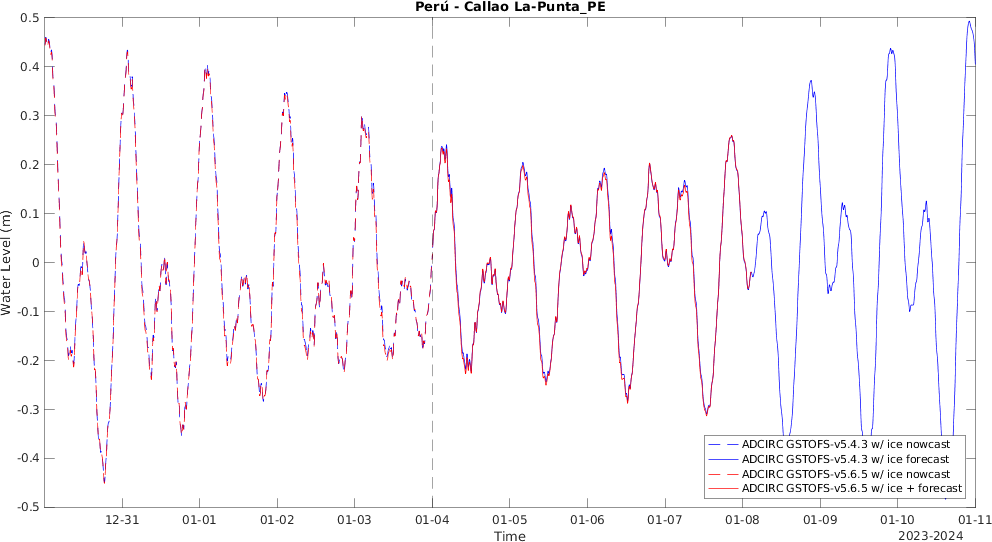 Perú - Callao La-Punta_PE
Water Level (m)
0.5
0.4
0.3
0.2
0.1
0
-0.1
-0.2
-0.3
-0.4
-0.5
ADCIRC GSTOFS-v5.4.3 w/ ice nowcast
ADCIRC GSTOFS-v5.4.3 w/ ice forecast
ADCIRC GSTOFS-v5.6.5 w/ ice nowcast
ADCIRC GSTOFS-v5.6.5 w/ ice + forecast
12-31 01-01 01-02 01-03 01-04 01-05 01-06 01-07 01-08 01-09 01-10 01-11
Time
2023-2024